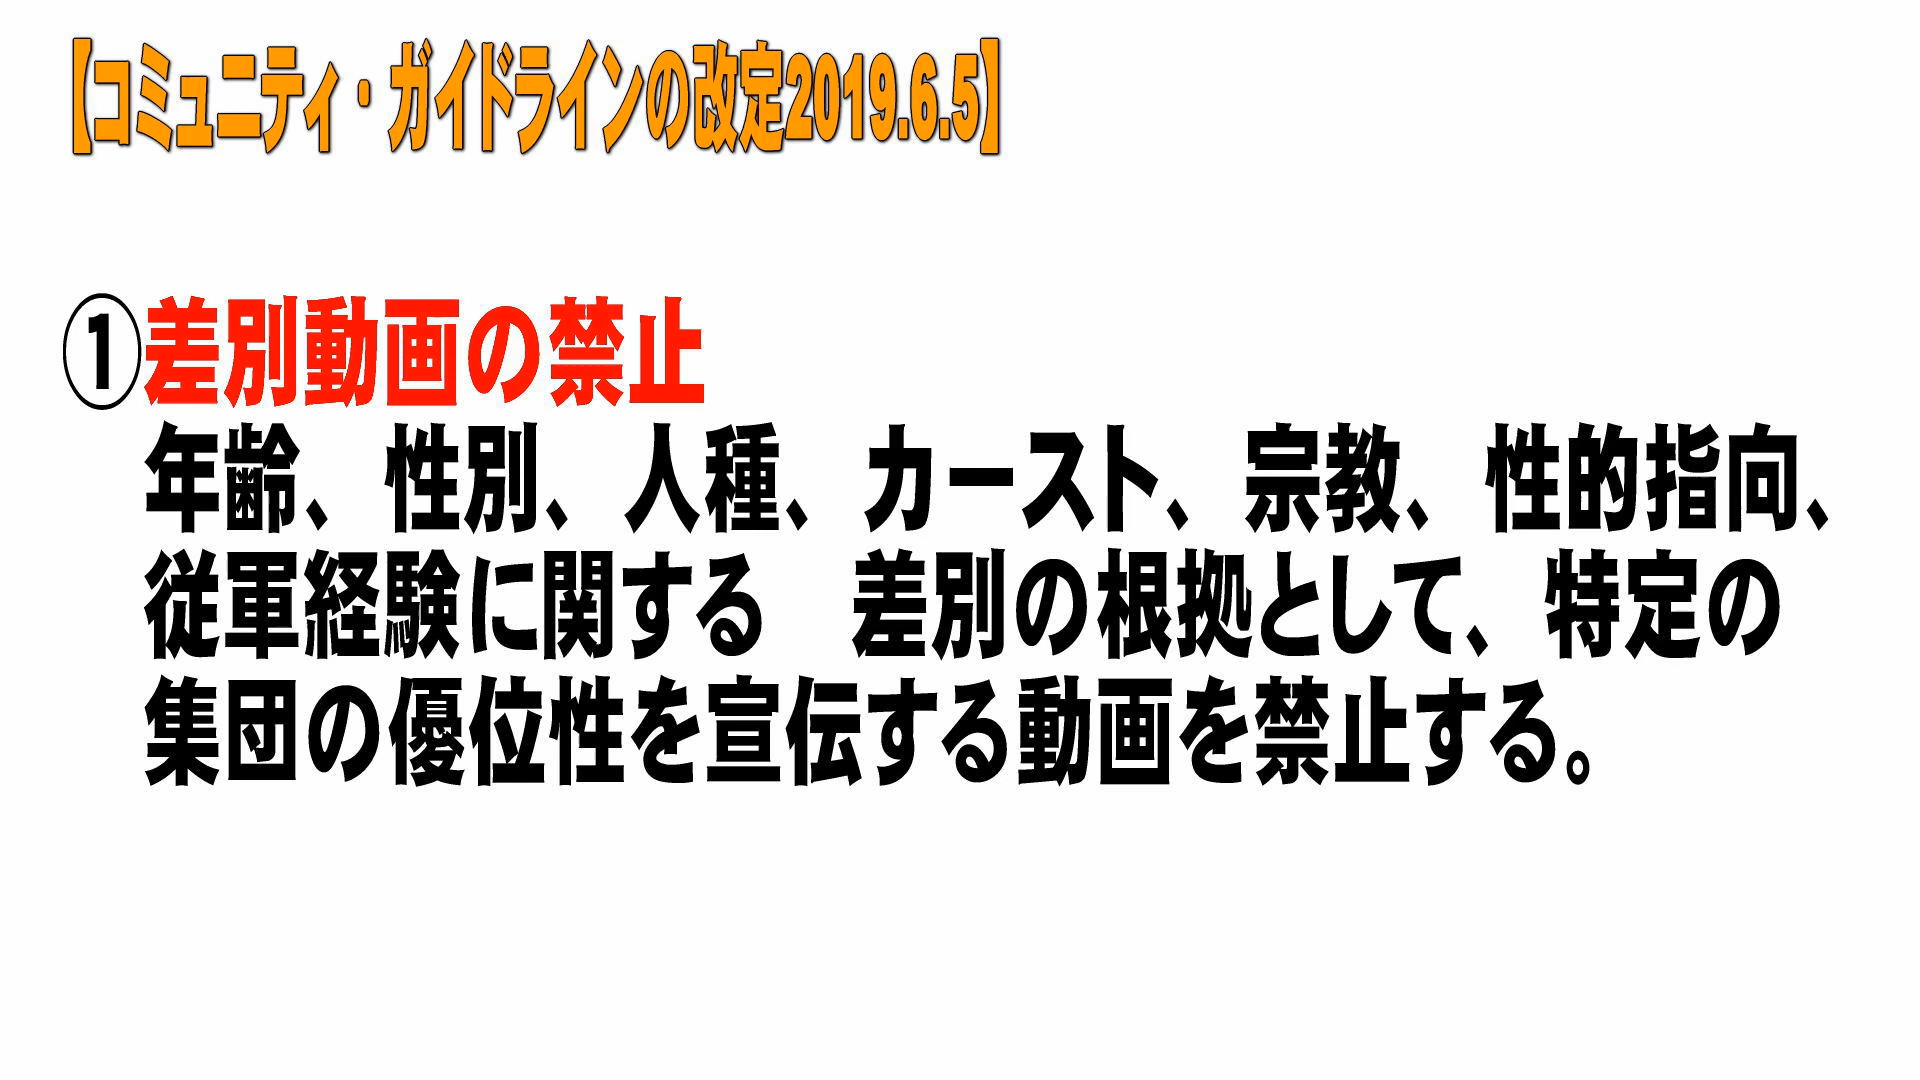 【コミュニティ・ガイドラインの改定2019.6.5】
①差別動画の禁止
年齢、性別、人種、カースト、宗教、性的指向、
従軍経験に関する　差別の根拠として、特定の
集団の優位性を宣伝する動画を禁止する。